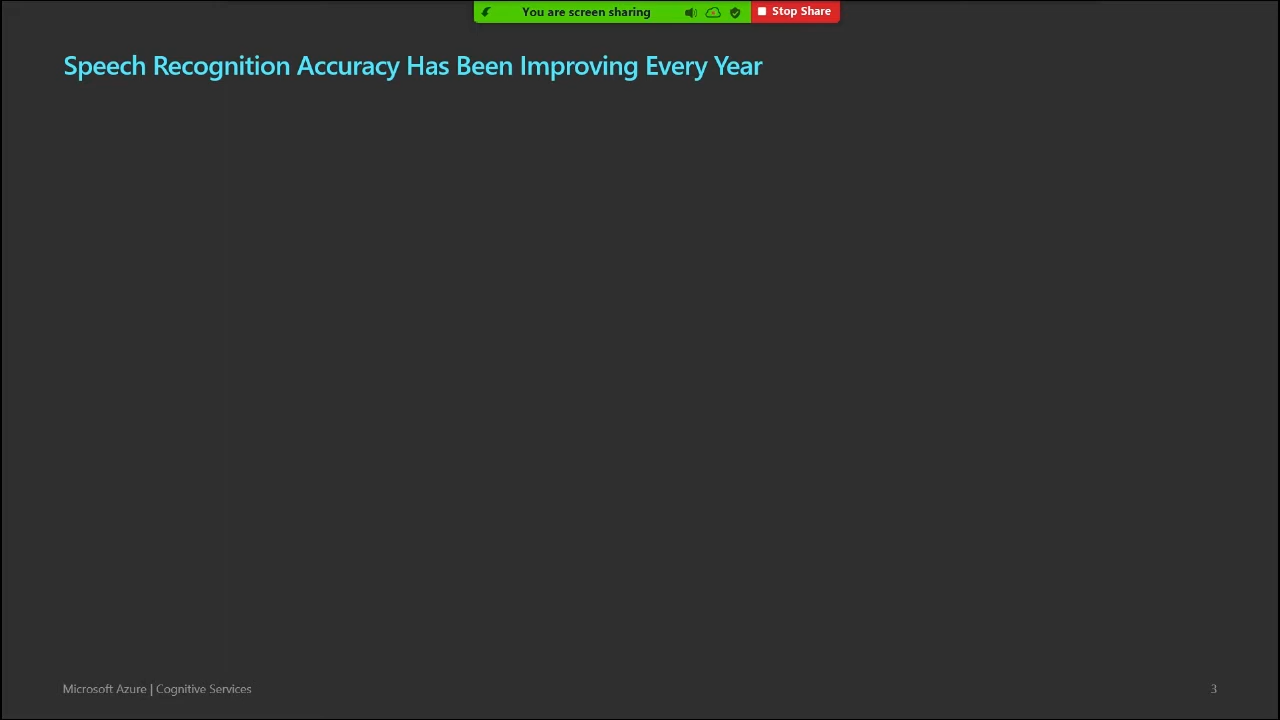 You are screen sharing
Stop Share
Speech Recognition Accuracy Has Been Improving Every Year
Microsoft Azure | Cognitive Services
3